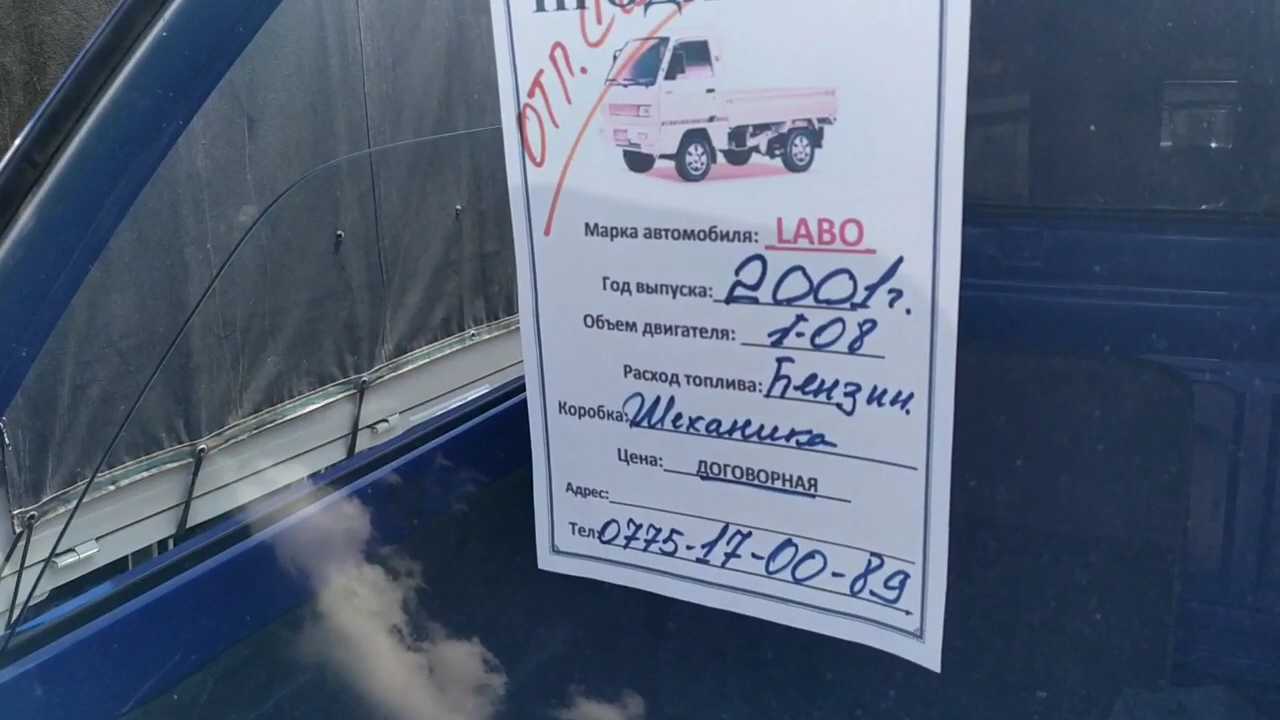 ОТП.
Марка автомобиля: LABO
Год выпуска: 2001г.
Объем двигателя: 1-08
Расход топлива: Бензин.
Коробка: Механика
Цена: ДОГОВОРНАЯ
Адрес:
Тел: 0775-17-00-89